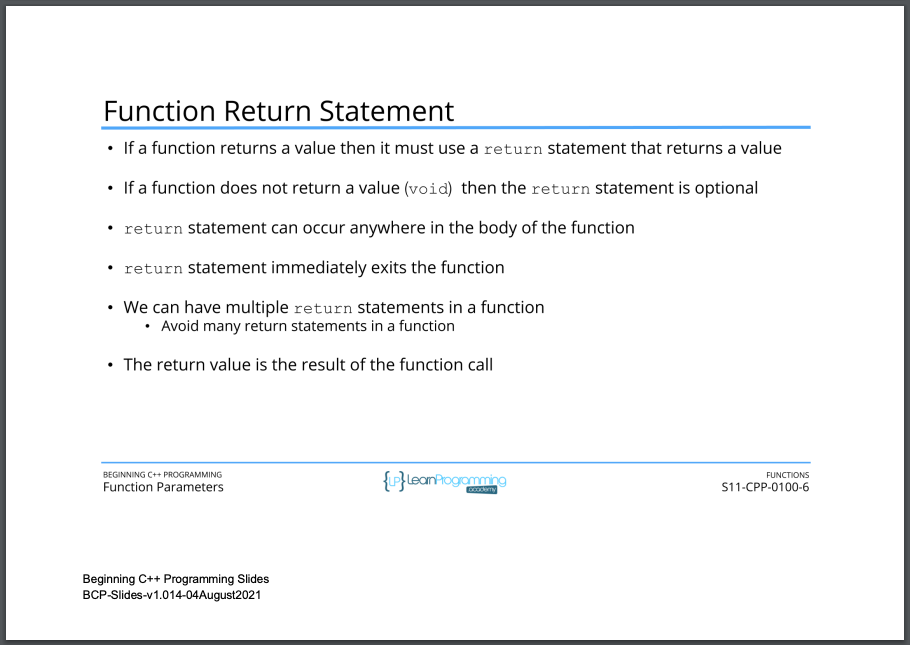 Function Return Statement
• If a function returns a value then it must use a return statement that returns a value
• If a function does not return a value (void)  then the return statement is optional
• return statement can occur anywhere in the body of the function
• return statement immediately exits the function
• We can have multiple return statements in a function
• Avoid many return statements in a function
• The return value is the result of the function call
BEGINNING C++ PROGRAMMING
Function Parameters
{LP} LearnProgramming
academy
FUNCTIONS
S11-CPP-0100-6
Beginning C++ Programming Slides
BCP-Slides-v1.014-04August2021